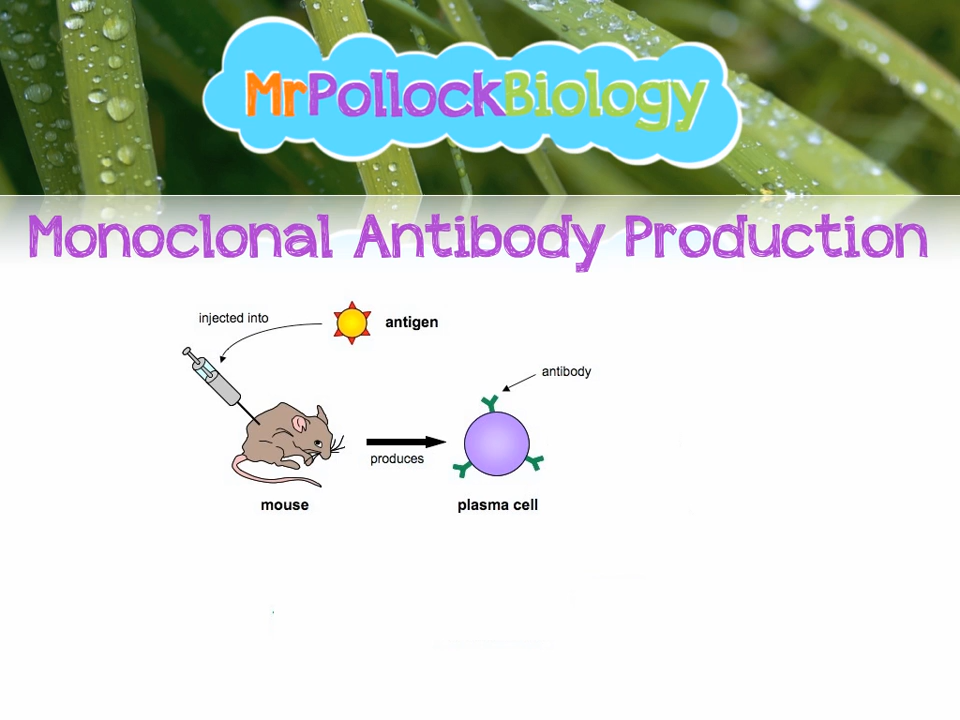 MrPollockBiology
Monoclonal Antibody Production
injected into
antigen
antibody
produces
mouse
plasma cell